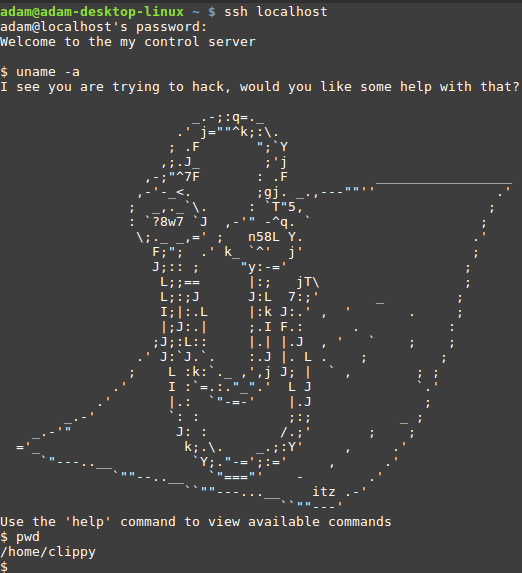 adam@adam-desktop-linux ~ $ ssh localhost
adam@localhost's password:
Welcome to the my control server
$ uname -a
I see you are trying to hack, would you like some help with that?
itz
Use the 'help' command to view available commands
$ pwd
/home/clippy
$